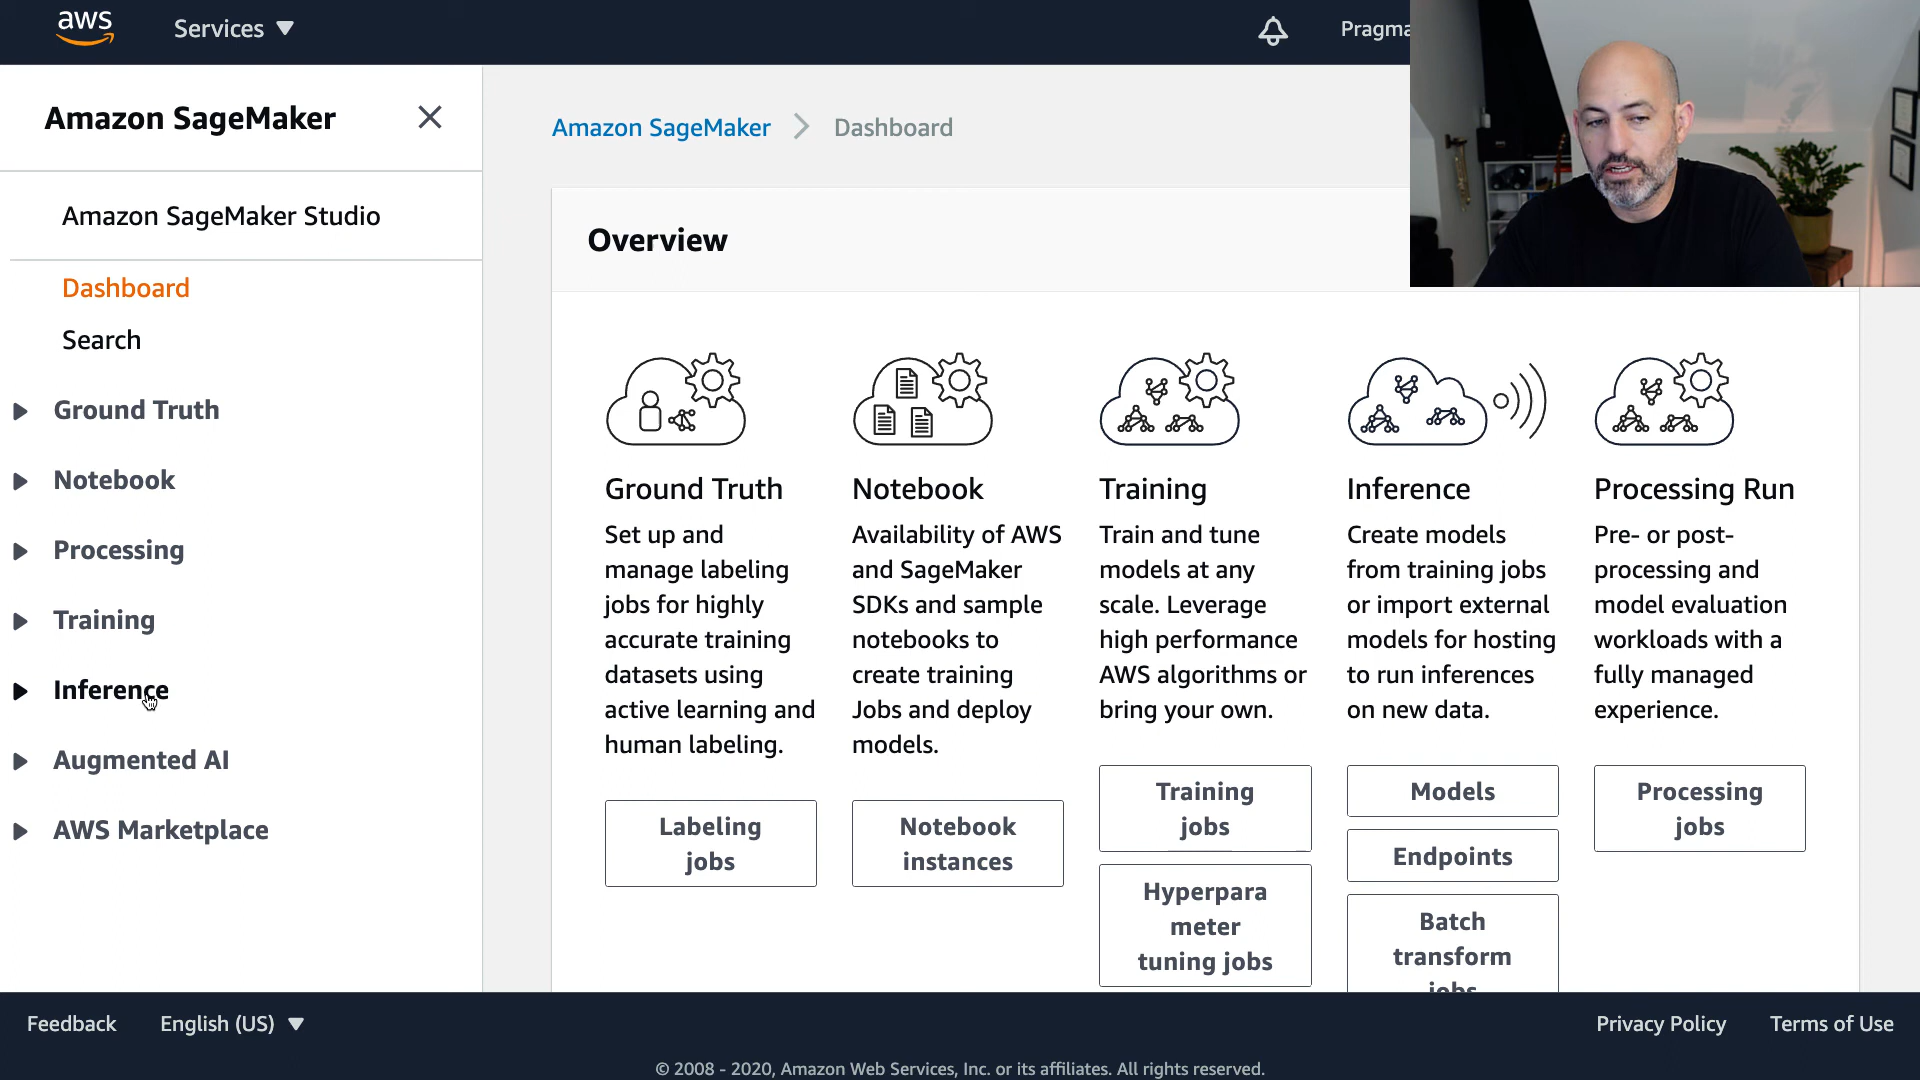 aws
Services
Pragma
Amazon SageMaker
Amazon SageMaker Studio
Dashboard
Search
Ground Truth
Notebook
Processing
Training
Inference
Augmented AI
AWS Marketplace
Amazon SageMaker
Dashboard
Overview
Ground Truth
Set up and
manage labeling
jobs for highly
accurate training
datasets using
active learning and
human labeling.
Labeling
jobs
Notebook
Availability of AWS
and SageMaker
SDKs and sample
notebooks to
create training
Jobs and deploy
models.
Notebook
instances
Training
Train and tune
models at any
scale. Leverage
high performance
AWS algorithms or
bring your own.
Training
jobs
Hyperpara
meter
tuning jobs
Inference
Create models
from training jobs
or import external
models for hosting
to run inferences
on new data.
Models
Endpoints
Batch
transform
jobs
Processing Run
Pre- or post-
processing and
model evaluation
workloads with a
fully managed
experience.
Processing
jobs
Feedback
English (US)
Privacy Policy
Terms of Use
© 2008 - 2020, Amazon Web Services, Inc. or its affiliates. All rights reserved.